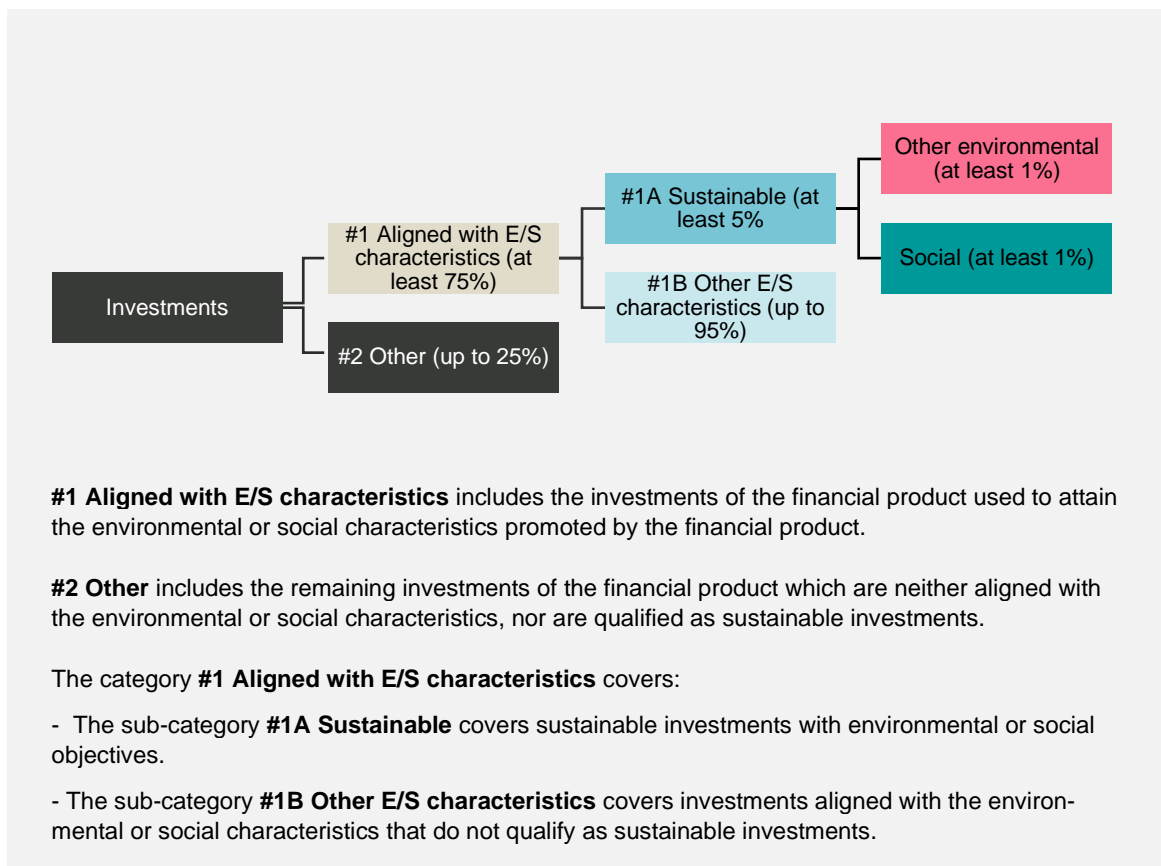 Other environmental
(at least 1%)
#1A Sustainable (at
least 5%
#1 Aligned with E/S
characteristics (at
least 75%)
Social (at least 1%)
#1B Other E/S
characteristics (up to
95%)
Investments
#2 Other (up to 25%)
#1 Aligned with E/S characteristics includes the investments of the financial product used to attain
the environmental or social characteristics promoted by the financial product.
#2 Other includes the remaining investments of the financial product which are neither aligned with
the environmental or social characteristics, nor are qualified as sustainable investments.
The category #1 Aligned with E/S characteristics covers:
- The sub-category #1A Sustainable covers sustainable investments with environmental or social
objectives.
- The sub-category #1B Other E/S characteristics covers investments aligned with the environ-
mental or social characteristics that do not qualify as sustainable investments.